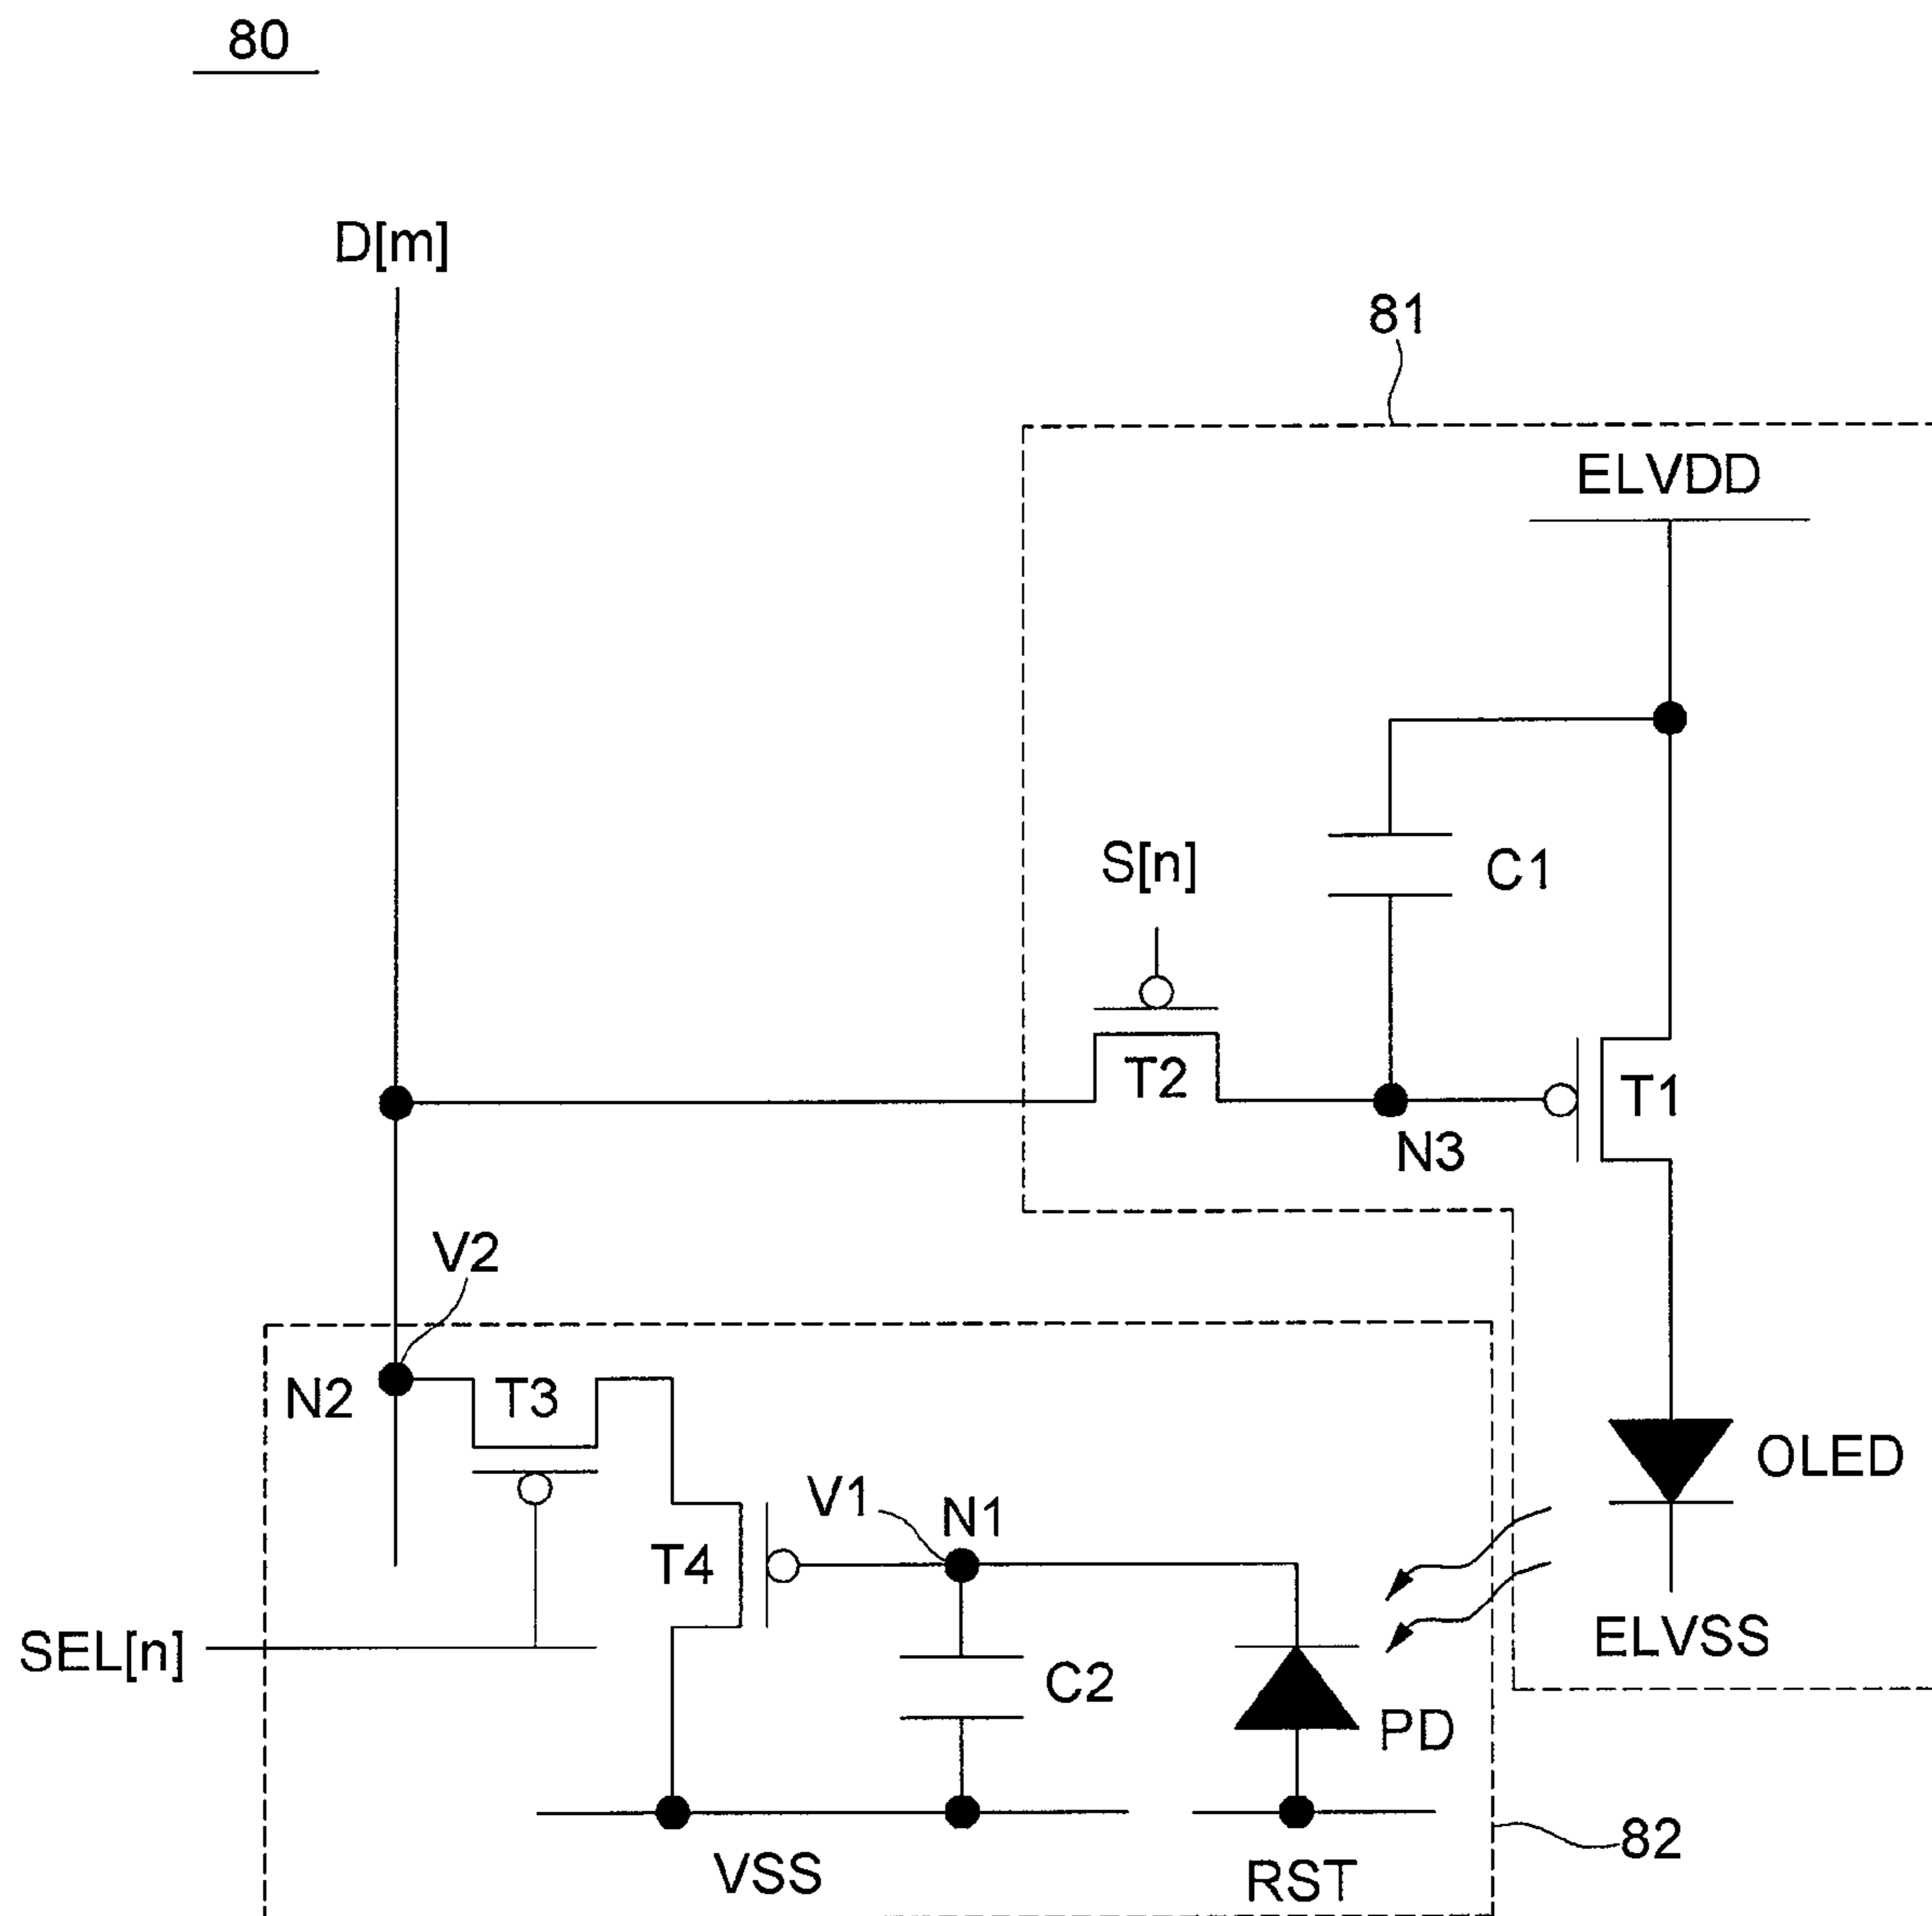 80
D[m]
81
ELVDD
S[n]
C1
T2
T1
N3
V2
N2
T3
OLED
V1
N1
T4
SEL[n]
ELVSS
C2
PD
82
VSS
RST